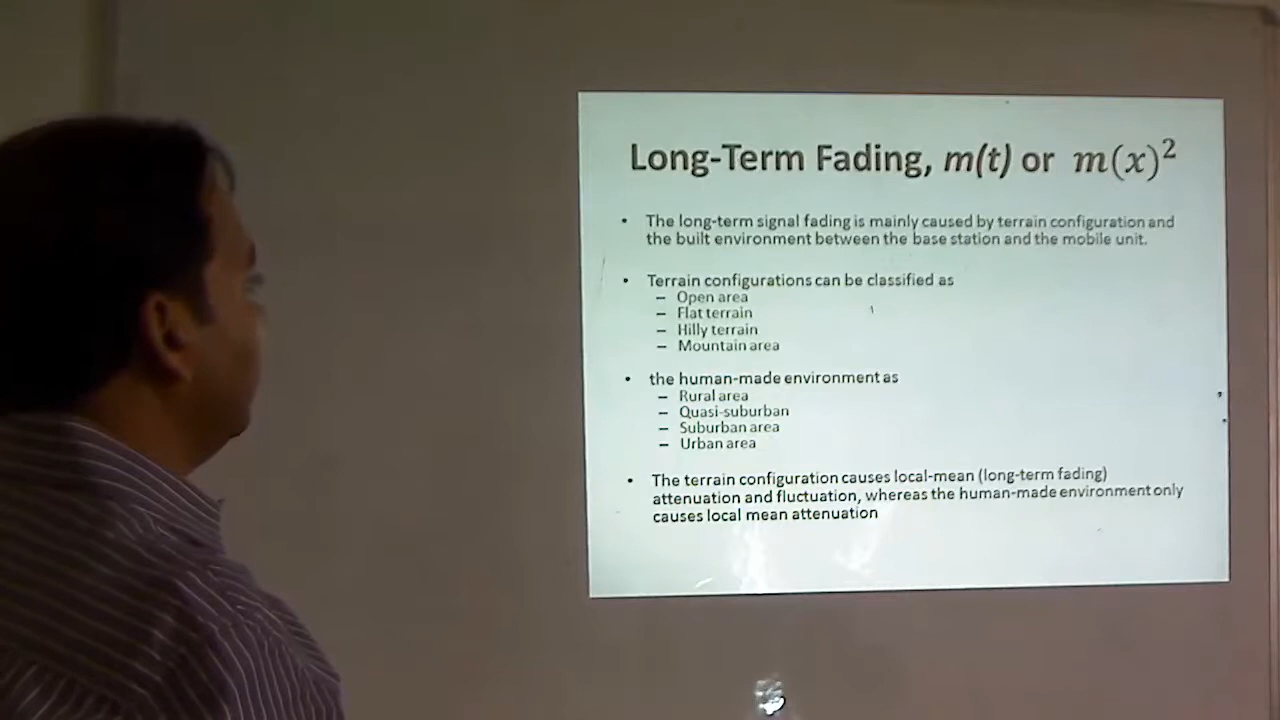 Long-Term Fading, m(t) or m(x)²
• The long-term signal fading is mainly caused by terrain configuration and
the built environment between the base station and the mobile unit.
• Terrain configurations can be classified as
– Open area
– Flat terrain
– Hilly terrain
– Mountain area
• the human-made environment as
– Rural area
– Quasi-suburban
– Suburban area
– Urban area
• The terrain configuration causes local-mean (long-term fading)
attenuation and fluctuation, whereas the human-made environment only
causes local mean attenuation